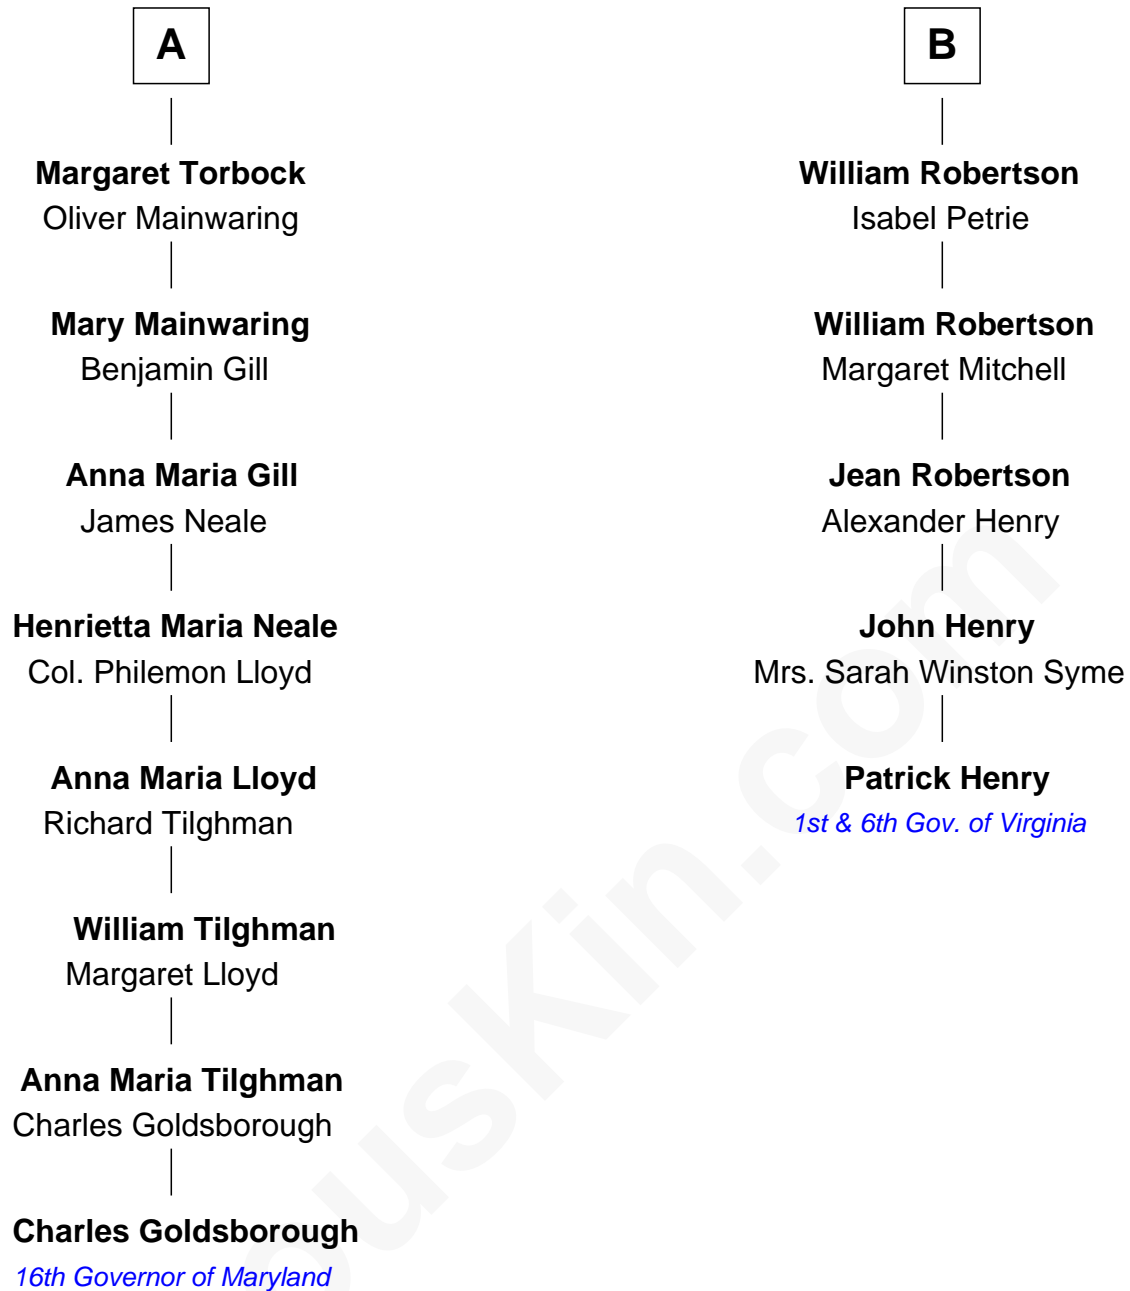 A
Margaret Torbock
Oliver Mainwaring
Mary Mainwaring
Benjamin Gill
Anna Maria Gill
James Neale
Henrietta Maria Neale
Col. Philemon Lloyd
Anna Maria Lloyd
Richard Tilghman
William Tilghman
Margaret Lloyd
Anna Maria Tilghman
Charles Goldsborough
Charles Goldsborough
16th Governor of Maryland
B
William Robertson
Isabel Petrie
William Robertson
Margaret Mitchell
Jean Robertson
Alexander Henry
John Henry
Mrs. Sarah Winston Syme
Patrick Henry
1st & 6th Gov. of Virginia
ousKin.com